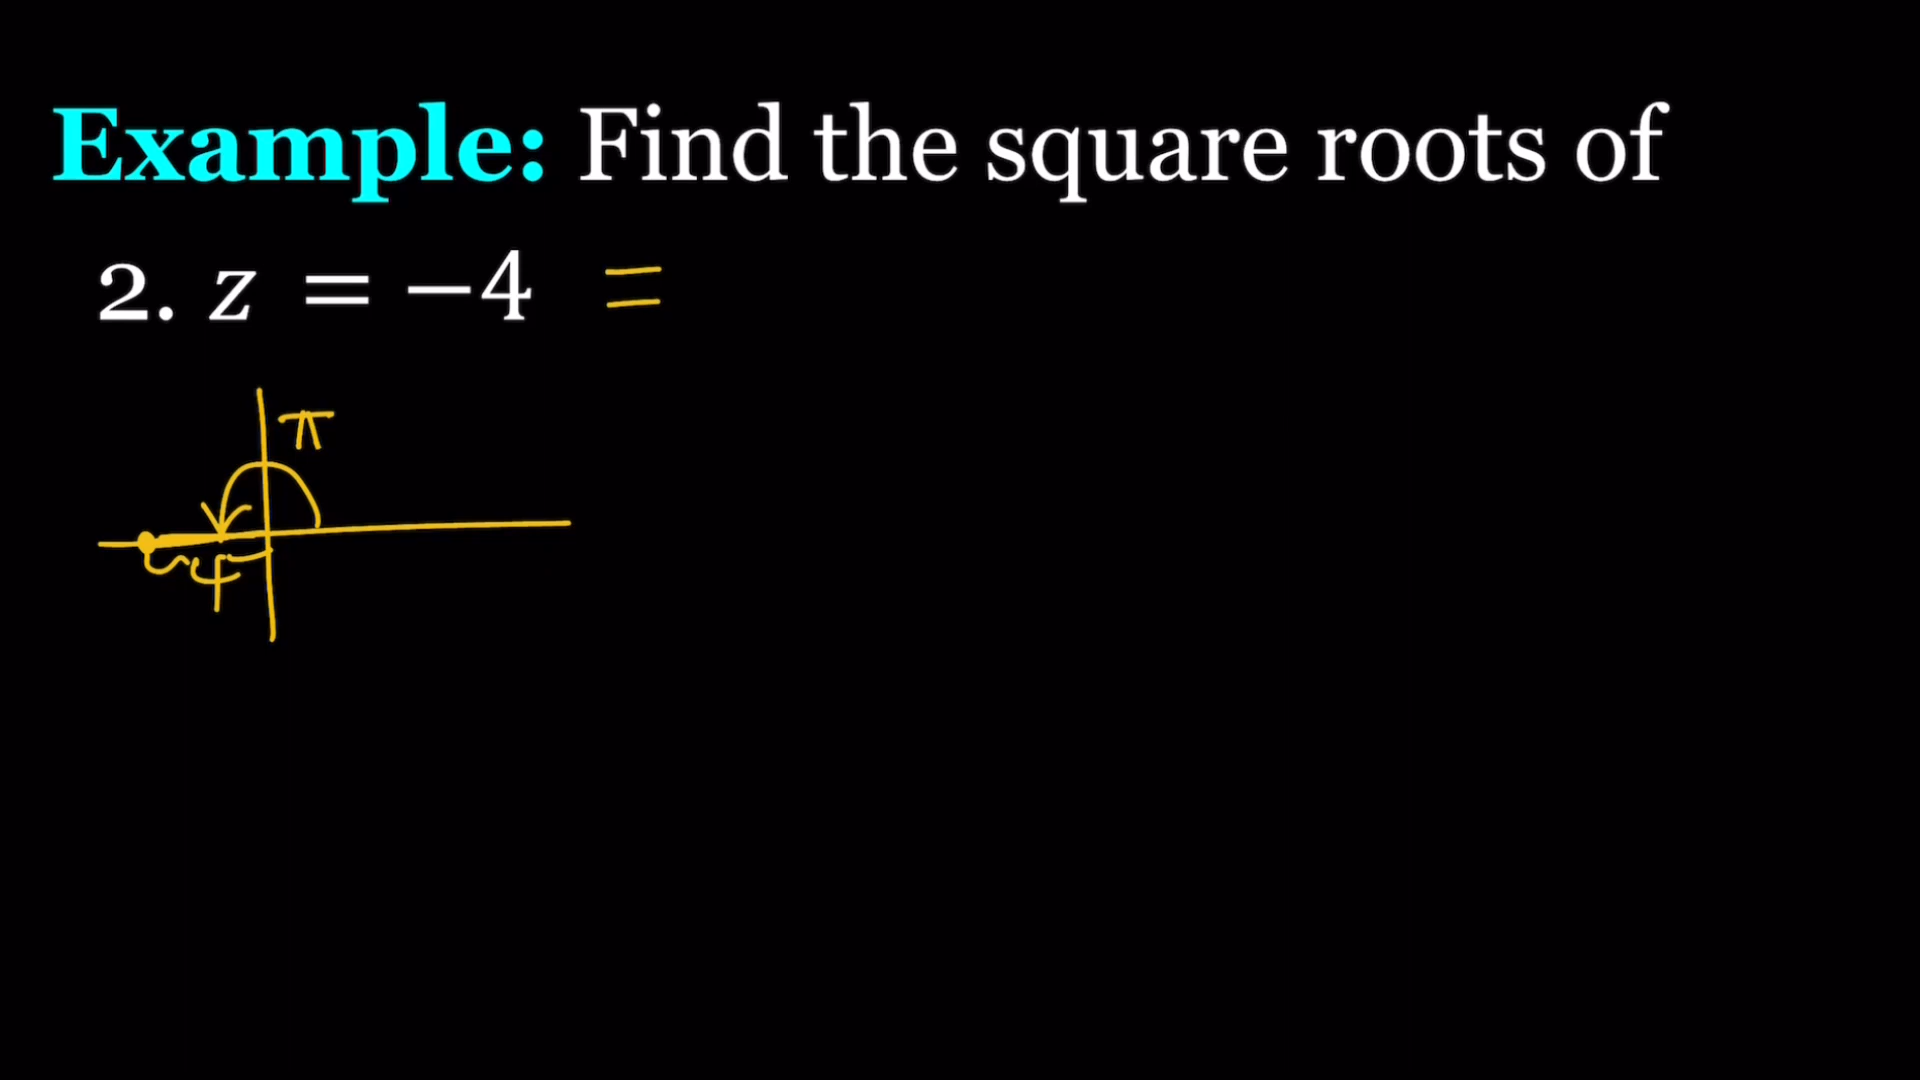 Example: Find the square roots of
2. z = −4 =
π
4